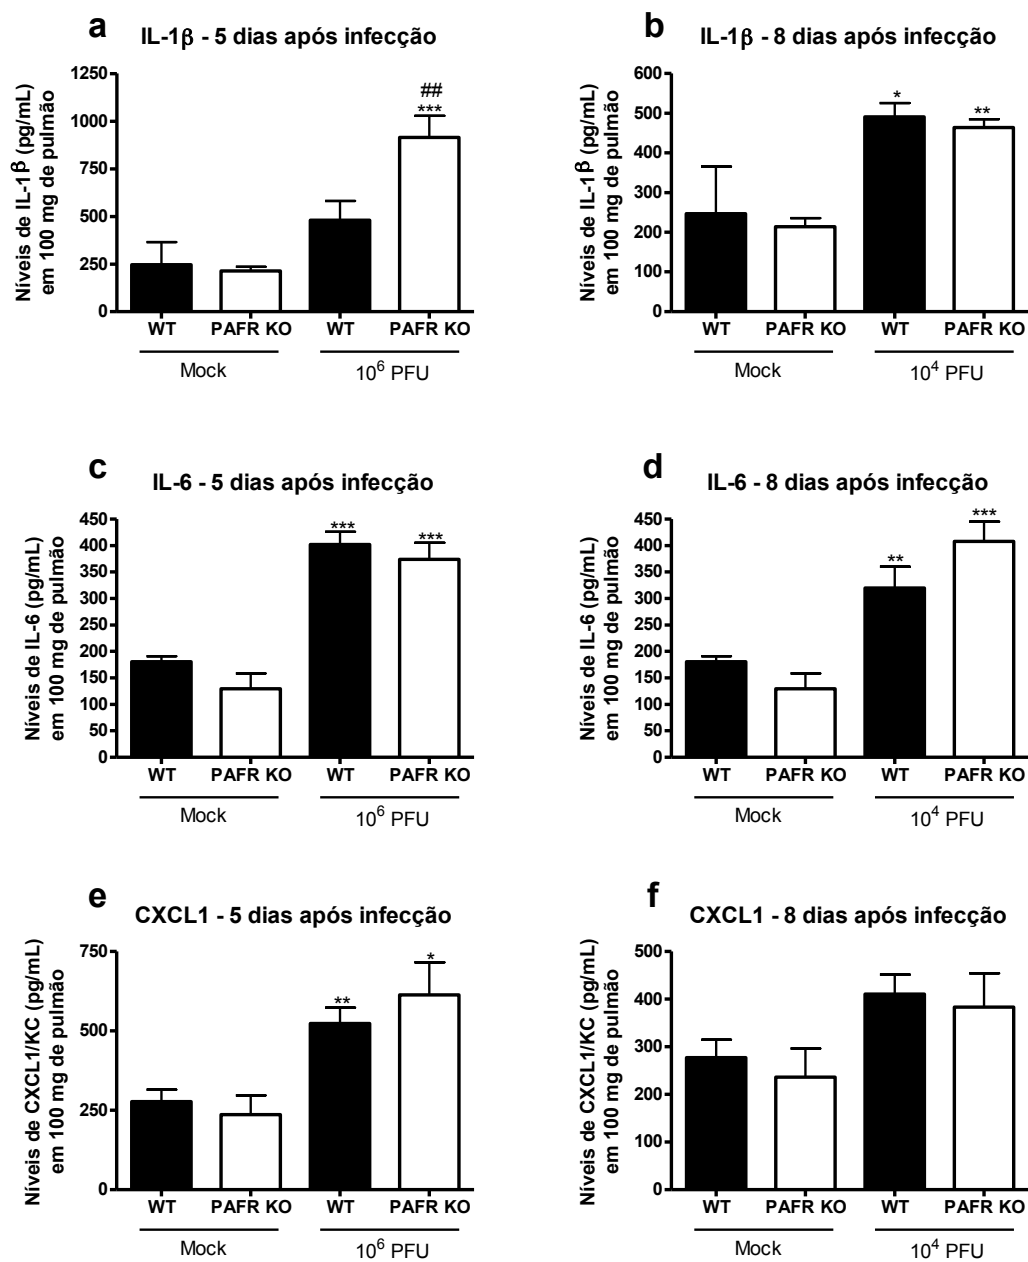 a
IL-1β - 5 dias após infecção
Níveis de IL-1β (pg/mL)
em 100 mg de pulmão
1250
1000
750
500
250
0
##
***
WT
PAFR KO
WT
PAFR KO
Mock
10⁶ PFU
b
IL-1β - 8 dias após infecção
Níveis de IL-1β (pg/mL)
em 100 mg de pulmão
600
500
400
300
200
100
0
*
**
WT
PAFR KO
WT
PAFR KO
Mock
10⁴ PFU
c
IL-6 - 5 dias após infecção
Níveis de IL-6 (pg/mL)
em 100 mg de pulmão
450
400
350
300
250
200
150
100
50
0
***
***
WT
PAFR KO
WT
PAFR KO
Mock
10⁶ PFU
d
IL-6 - 8 dias após infecção
Níveis de IL-6 (pg/mL)
em 100 mg de pulmão
450
400
350
300
250
200
150
100
50
0
**
***
WT
PAFR KO
WT
PAFR KO
Mock
10⁴ PFU
e
CXCL1 - 5 dias após infecção
Níveis de CXCL1/KC (pg/mL)
em 100 mg de pulmão
750
500
250
0
**
*
WT
PAFR KO
WT
PAFR KO
Mock
10⁶ PFU
f
CXCL1 - 8 dias após infecção
Níveis de CXCL1/KC (pg/mL)
em 100 mg de pulmão
500
400
300
200
100
0
WT
PAFR KO
WT
PAFR KO
Mock
10⁴ PFU